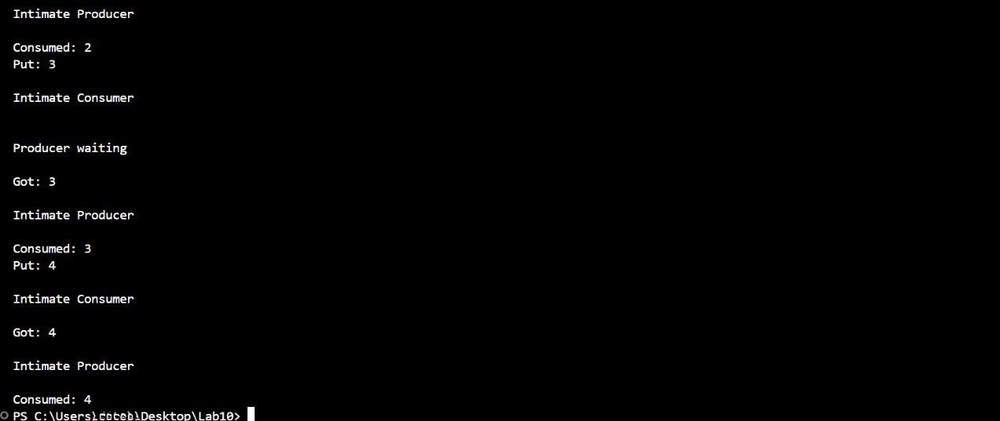 Intimate Producer
Consumed: 2
Put: 3
Intimate Consumer
Producer waiting
Got: 3
Intimate Producer
Consumed: 3
Put: 4
Intimate Consumer
Got: 4
Intimate Producer
Consumed: 4
PS C:\Users\ \Desktop\Lab10>